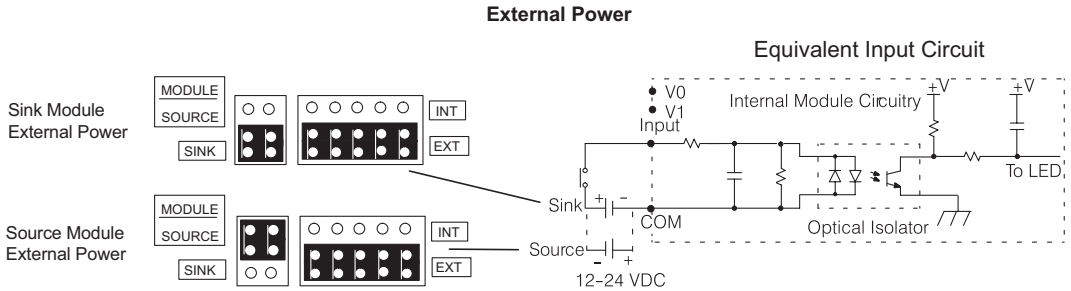 External Power
Equivalent Input Circuit
MODULE
SOURCE
SINK
INT
EXT
Sink Module
External Power
V0
V1
Input
Internal Module Circuitry
+V
+V
To LED
Optical Isolator
COM
Sink
+ -
MODULE
SOURCE
SINK
INT
EXT
Source Module
External Power
Source
- +
12-24 VDC